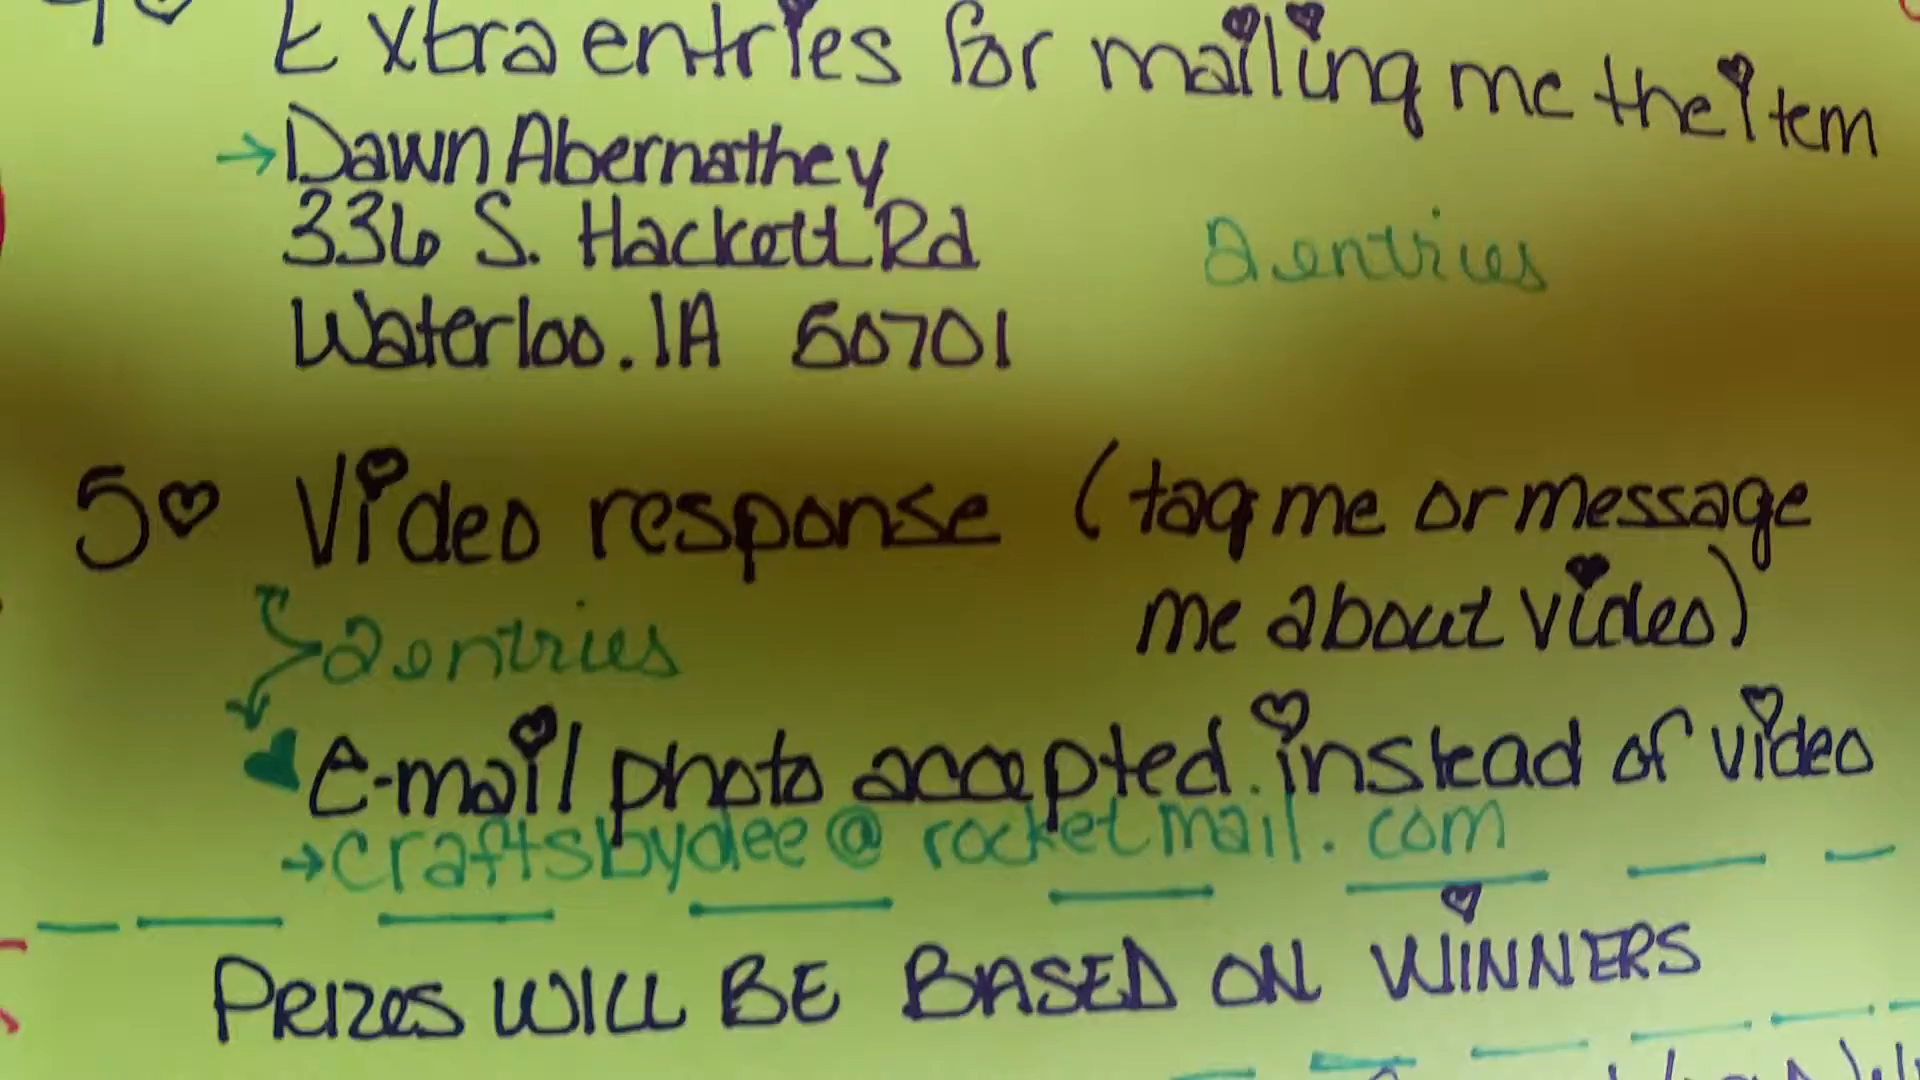 Extra entries for mailing me the item
→ Dawn Abernathey
336 S. Hackett Rd
2 entries
Waterloo. IA 50701
5♡ Video response (tag me or message
me about video)
2 entries
e-mail photo accepted. instead of video
→ craftsbydee@rocketmail.com
PRIZES WILL BE BASED ON WINNERS